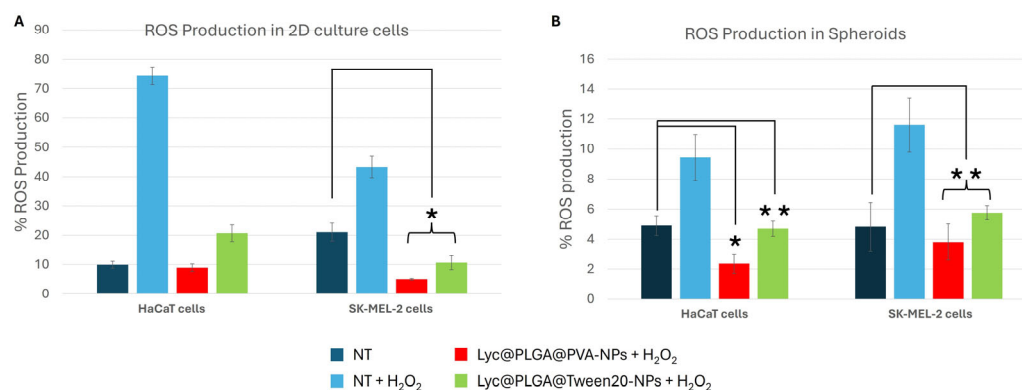 A
ROS Production in 2D culture cells
% ROS Production
90
80
70
60
50
40
30
20
10
0
*
HaCaT cells
SK-MEL-2 cells
B
ROS Production in Spheroids
% ROS production
16
14
12
10
8
6
4
2
0
*
* *
* *
HaCaT cells
SK-MEL-2 cells
NT
Lyc@PLGA@PVA-NPs + H₂O₂
NT + H₂O₂
Lyc@PLGA@Tween20-NPs + H₂O₂